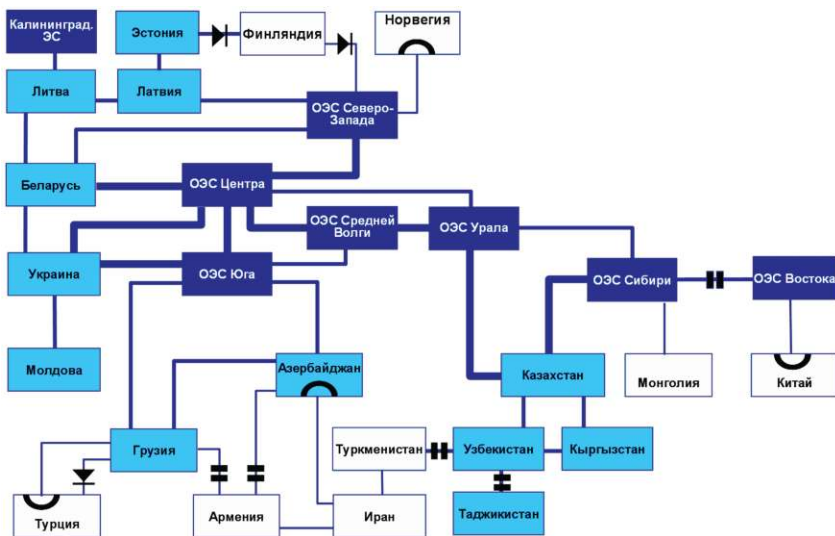 Калининград.
ЭС
Эстония
Финляндия
Норвегия
Литва
Латвия
ОЭС Северо-
Запада
Беларусь
ОЭС Центра
ОЭС Средней
Волги
ОЭС Урала
Украина
ОЭС Юга
ОЭС Сибири
ОЭС Востока
Молдова
Азербайджан
Казахстан
Монголия
Китай
Грузия
Туркменистан
Узбекистан
Кыргызстан
Турция
Армения
Иран
Таджикистан